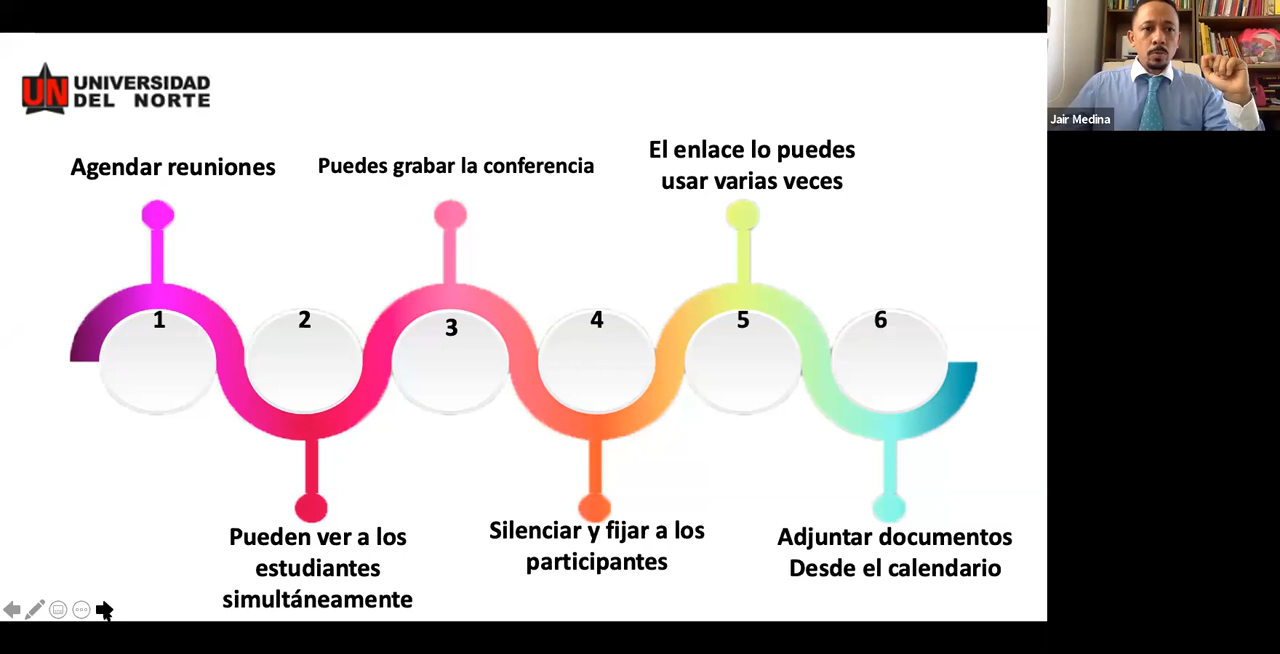 UN UNIVERSIDAD
DEL NORTE
Jair Medina
Agendar reuniones
Puedes grabar la conferencia
El enlace lo puedes
usar varias veces
1
2
3
4
5
6
Pueden ver a los
estudiantes
simultáneamente
Silenciar y fijar a los
participantes
Adjuntar documentos
Desde el calendario